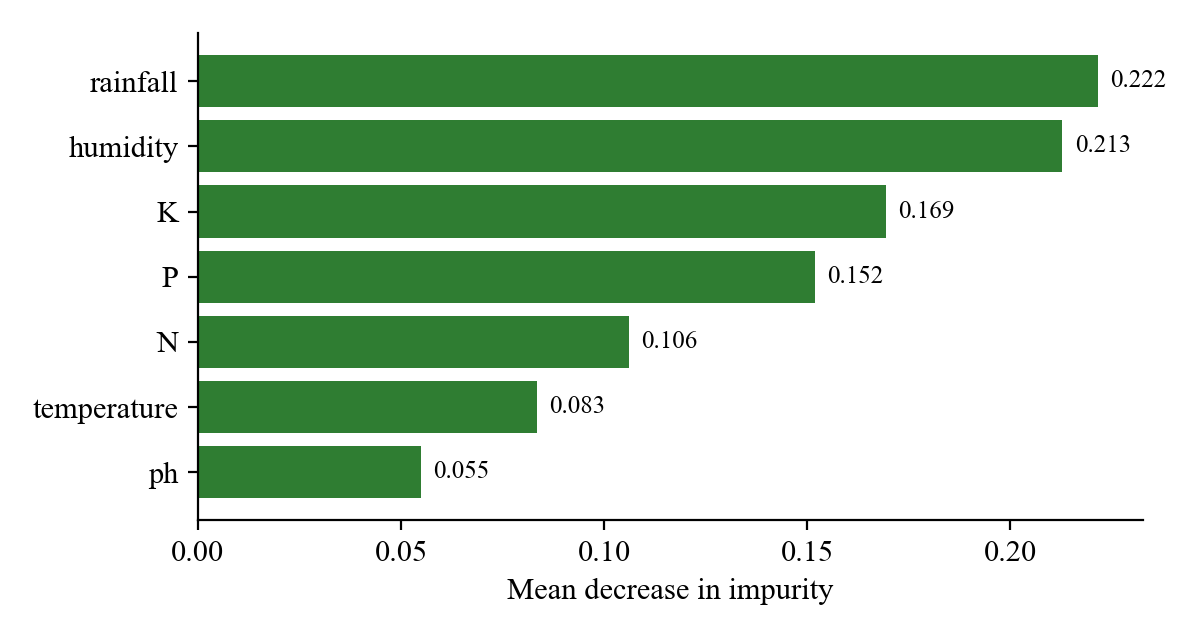 rainfall 0.222
humidity 0.213
K 0.169
P 0.152
N 0.106
temperature 0.083
ph 0.055
0.00 0.05 0.10 0.15 0.20
Mean decrease in impurity